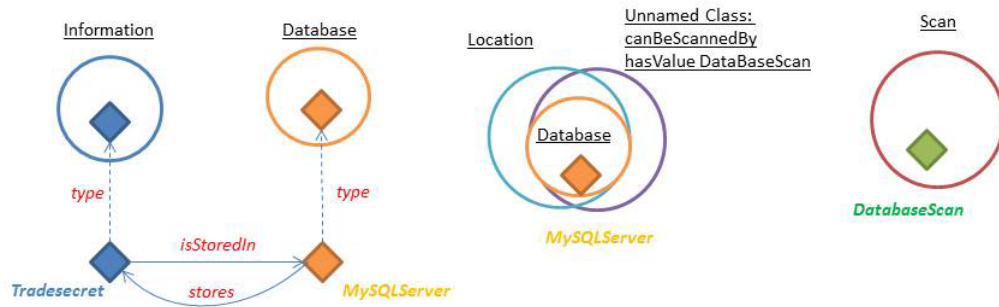 Information
Database
type
type
isStoredIn
stores
Tradesecret
MySQLServer
Location
Unnamed Class:
canBeScannedBy
hasValue DataBaseScan
Database
MySQLServer
Scan
DatabaseScan